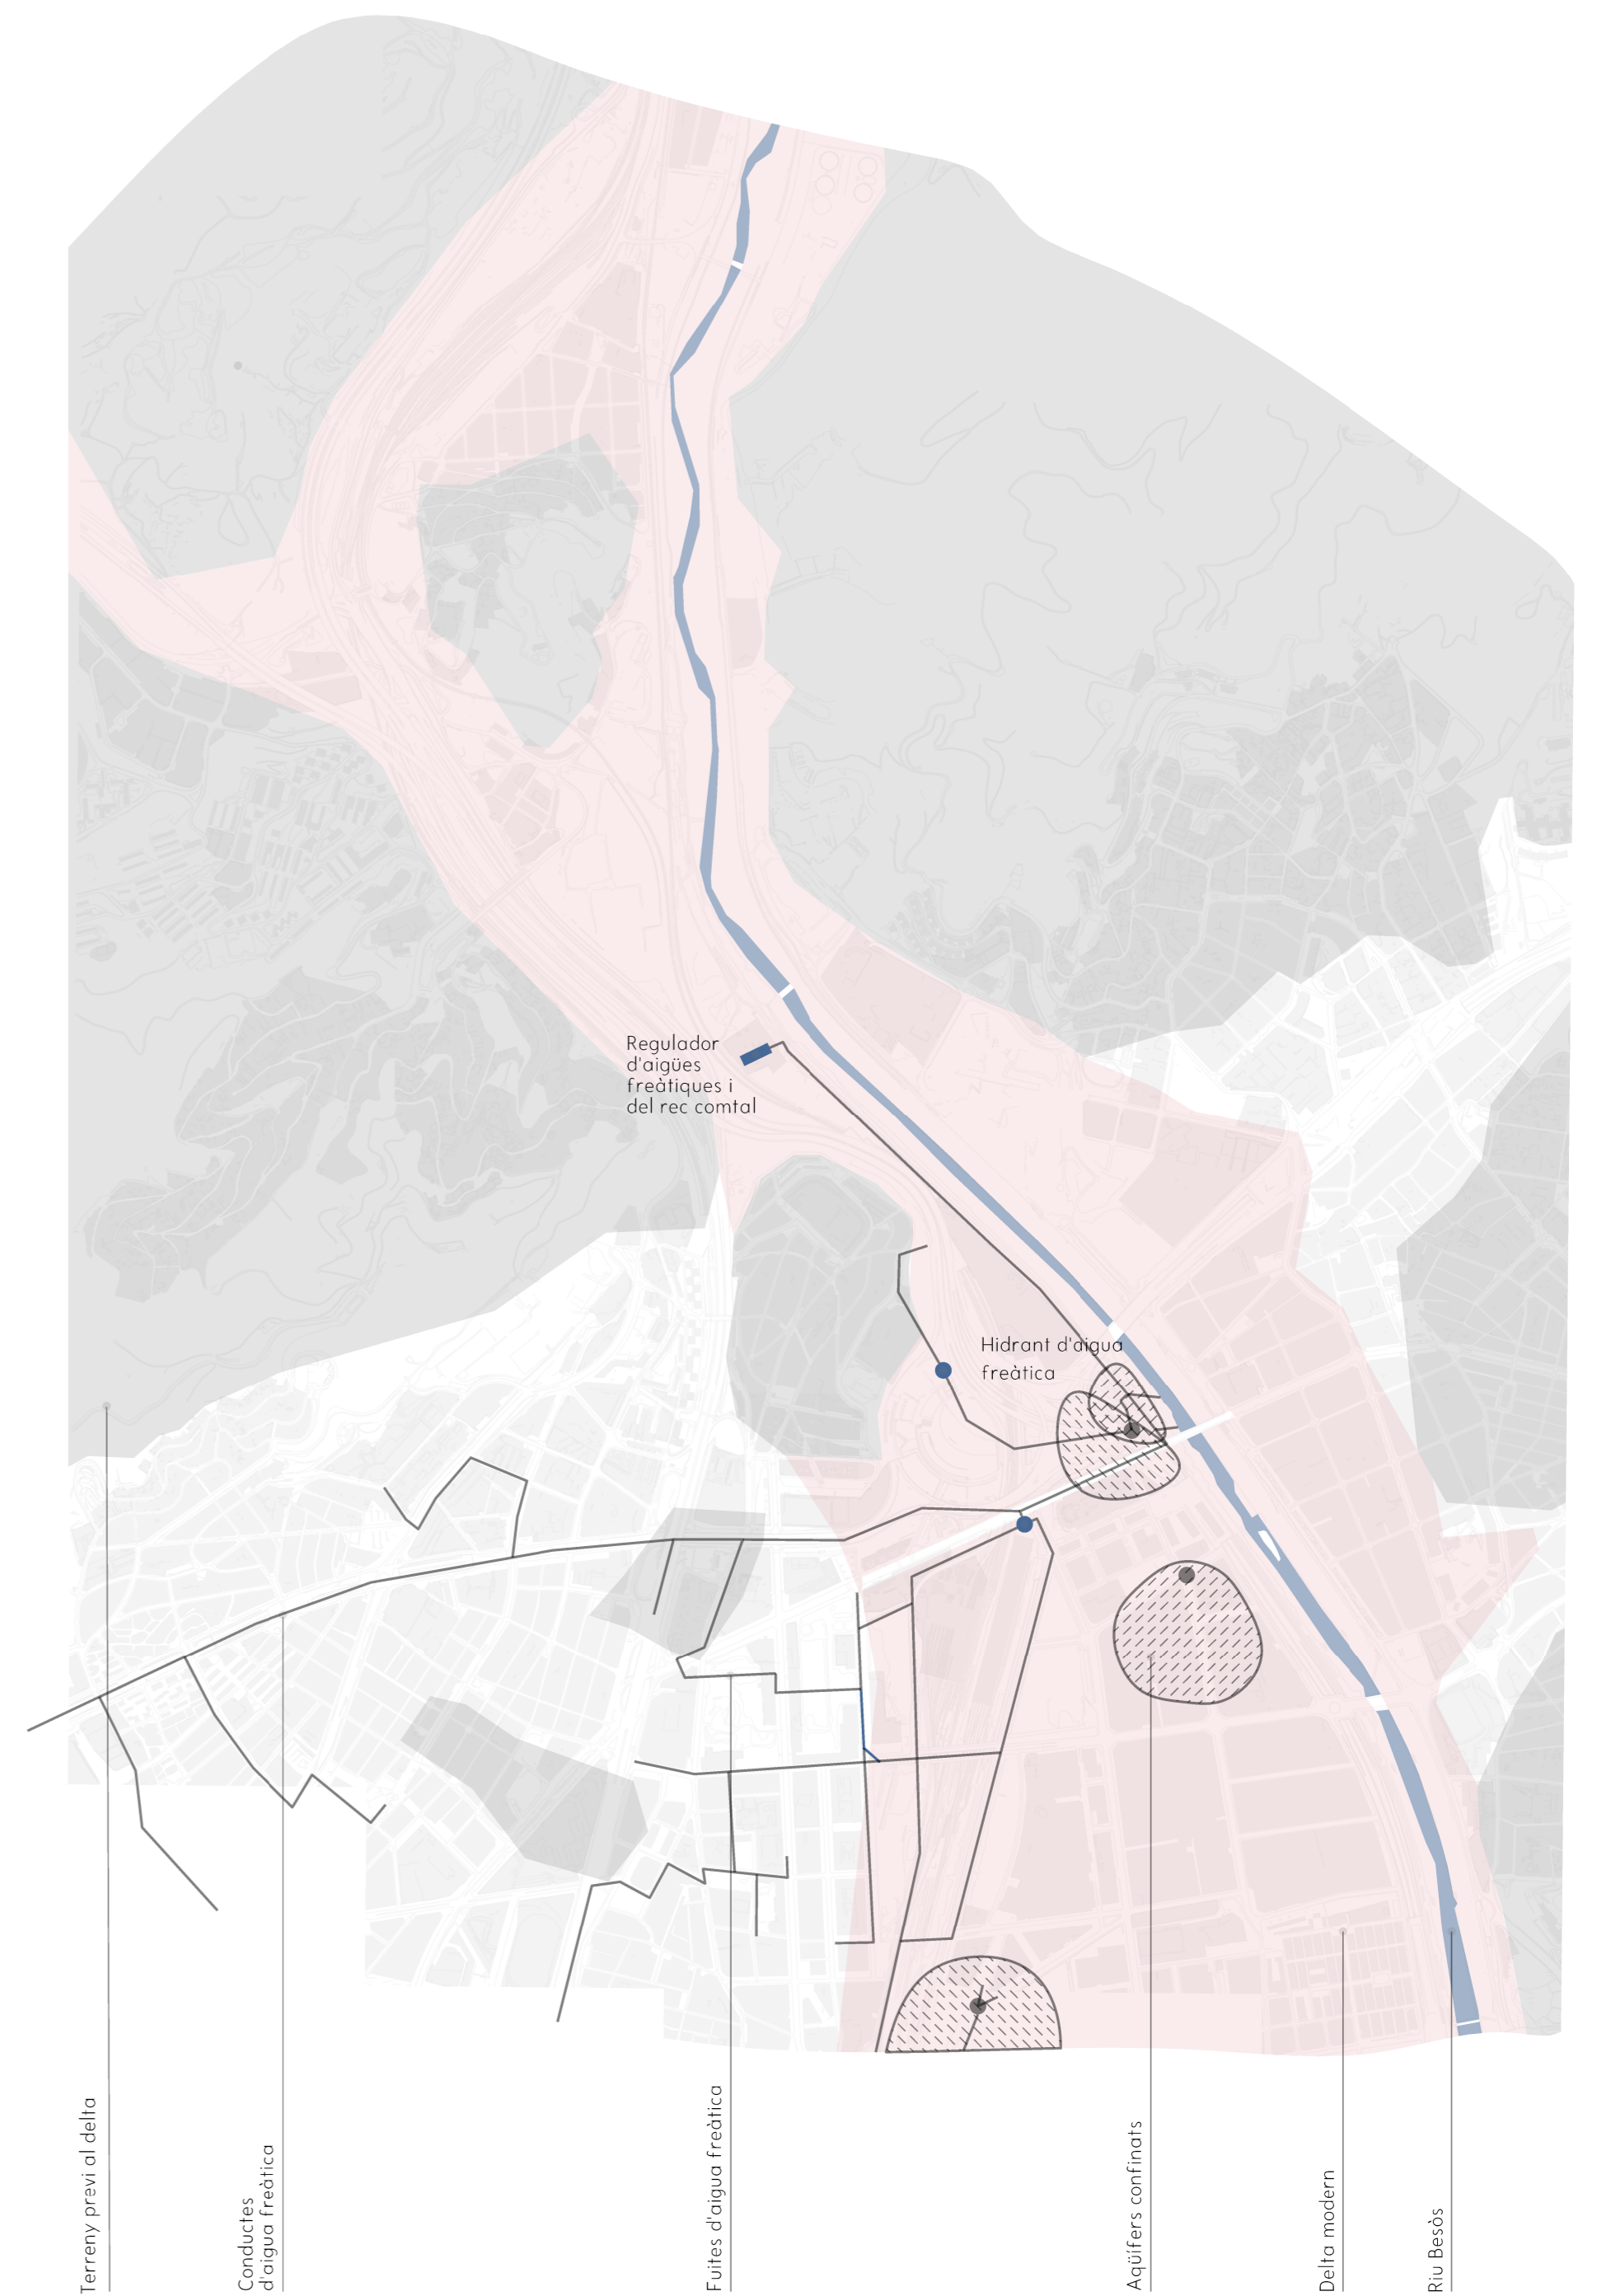 Regulador
d'aigües
freàtiques i
del rec comtal
Hidrant d'aigua
freàtica
Terreny previ al delta
Conductes
d'aigua freàtica
Fuites d'aigua freàtica
Aqüífers confinats
Delta modern
Riu Besòs